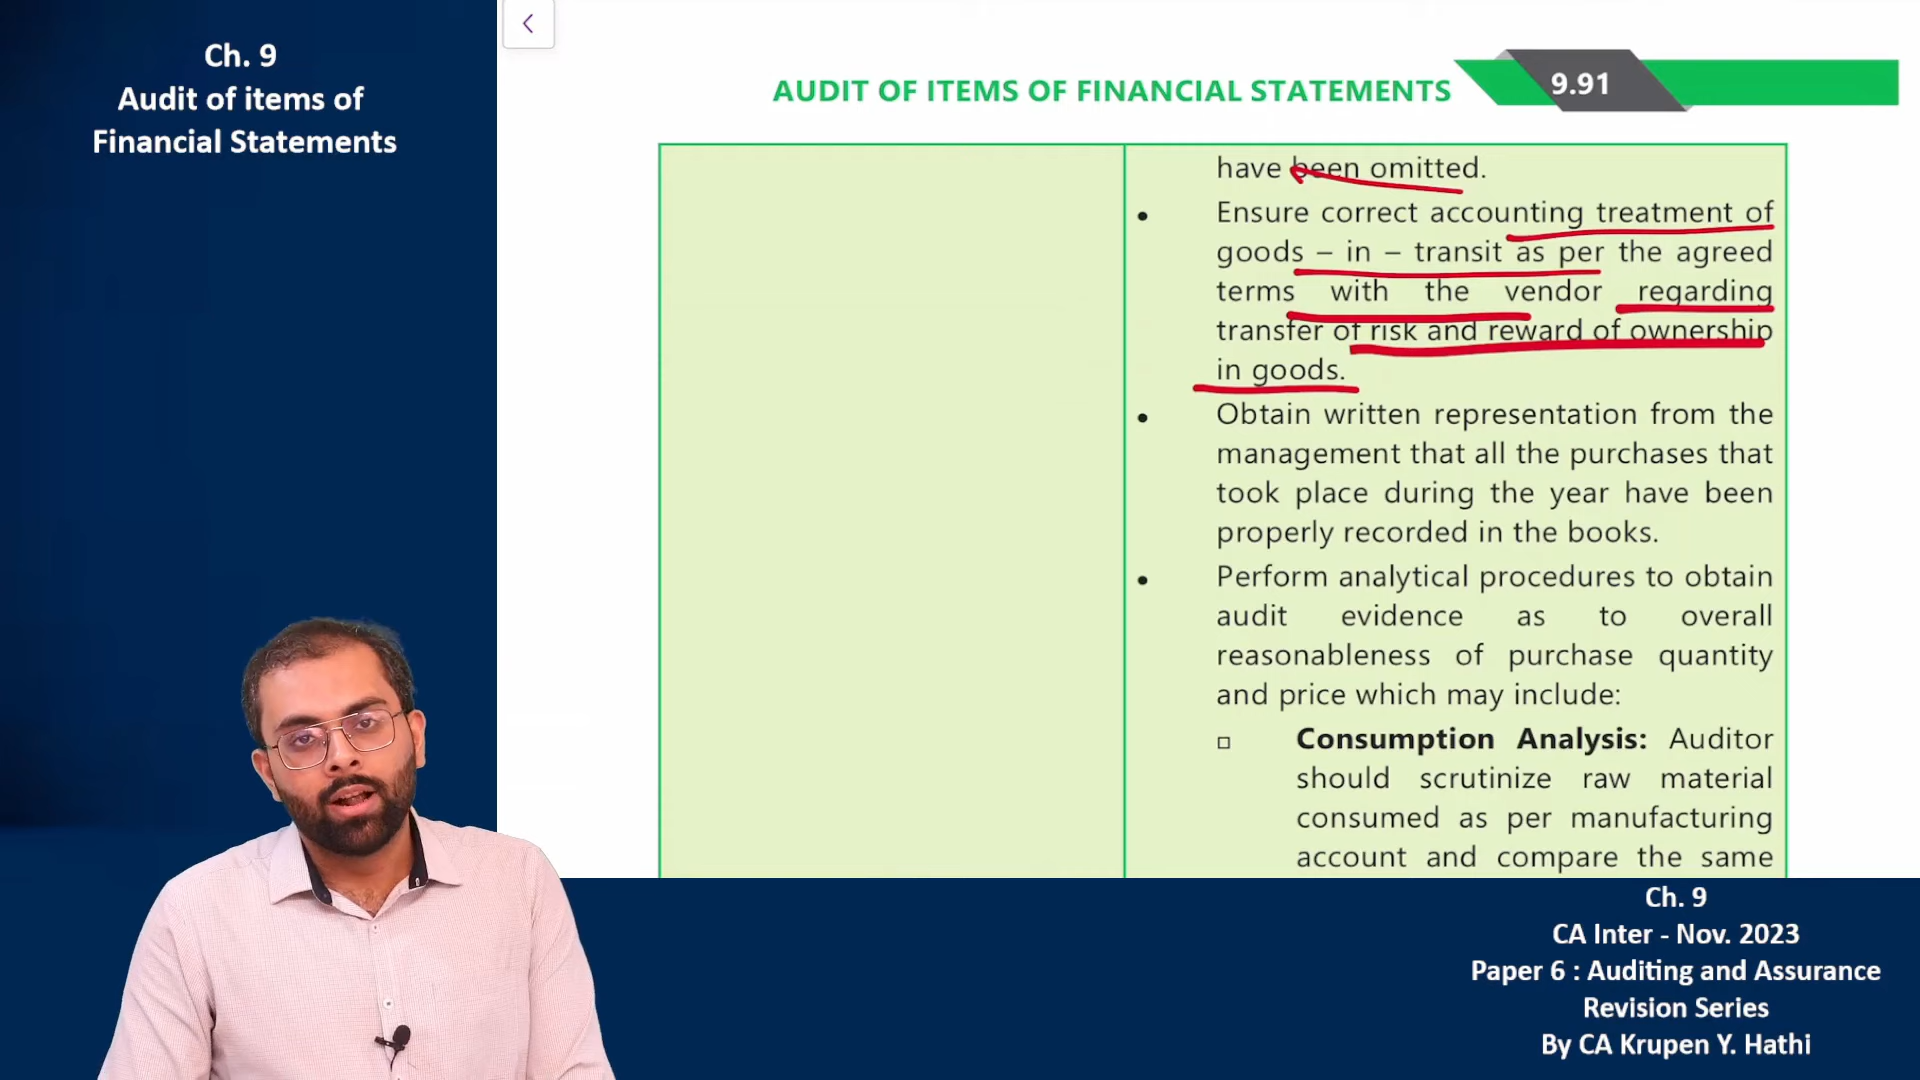 Ch. 9
Audit of items of
Financial Statements
AUDIT OF ITEMS OF FINANCIAL STATEMENTS
9.91
have been omitted.
• Ensure correct accounting treatment of
goods – in – transit as per the agreed
terms with the vendor regarding
transfer of risk and reward of ownership
in goods.
• Obtain written representation from the
management that all the purchases that
took place during the year have been
properly recorded in the books.
• Perform analytical procedures to obtain
audit evidence as to overall
reasonableness of purchase quantity
and price which may include:
□ Consumption Analysis: Auditor
should scrutinize raw material
consumed as per manufacturing
account and compare the same
Ch. 9
CA Inter - Nov. 2023
Paper 6 : Auditing and Assurance
Revision Series
By CA Krupen Y. Hathi